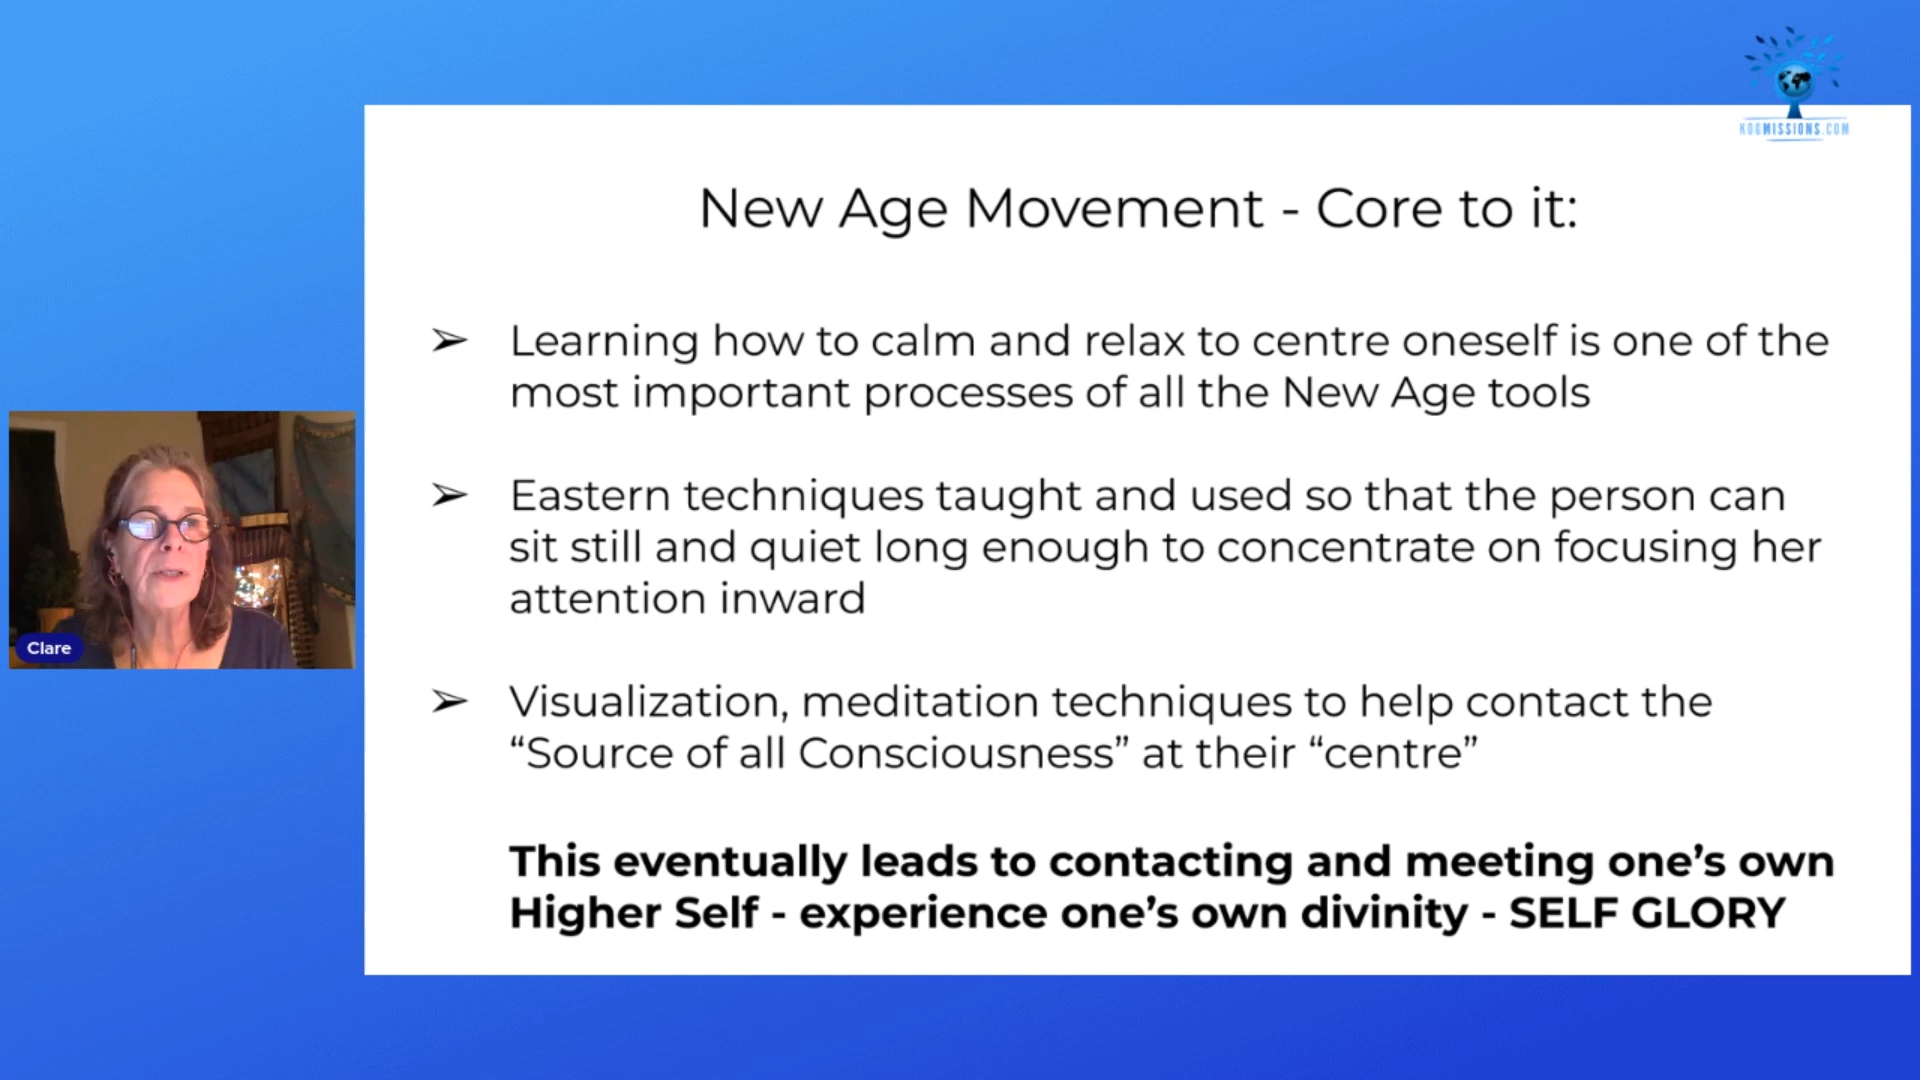 KOGMISSIONS.COM
New Age Movement - Core to it:
➢ Learning how to calm and relax to centre oneself is one of the
most important processes of all the New Age tools
➢ Eastern techniques taught and used so that the person can
sit still and quiet long enough to concentrate on focusing her
attention inward
➢ Visualization, meditation techniques to help contact the
“Source of all Consciousness” at their “centre”
This eventually leads to contacting and meeting one’s own
Higher Self - experience one’s own divinity - SELF GLORY
Clare